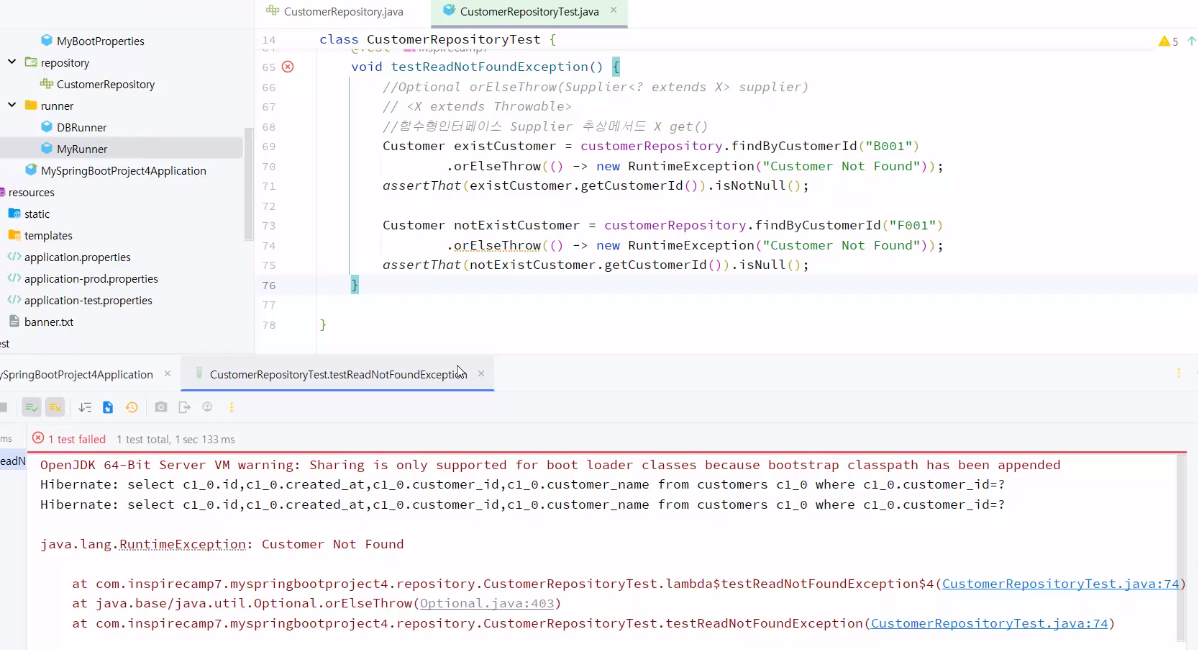 CustomerRepository.java
CustomerRepositoryTest.java
MyBootProperties
repository
CustomerRepository
runner
DBRunner
MyRunner
MySpringBootProject4Application
resources
static
templates
application.properties
application-prod.properties
application-test.properties
banner.txt
est
5
14 class CustomerRepositoryTest {
65 void testReadNotFoundException() {
66 //Optional orElseThrow(Supplier<? extends X> supplier)
67 // <X extends Throwable>
68 //함수형인터페이스 Supplier 추상메서드 X get()
69 Customer existCustomer = customerRepository.findByCustomerId("B001")
70 .orElseThrow(() -> new RuntimeException("Customer Not Found"));
71 assertThat(existCustomer.getCustomerId()).isNotNull();
72
73 Customer notExistCustomer = customerRepository.findByCustomerId("F001")
74 .orElseThrow(() -> new RuntimeException("Customer Not Found"));
75 assertThat(notExistCustomer.getCustomerId()).isNull();
76 }
77
78 }
ySpringBootProject4Application
CustomerRepositoryTest.testReadNotFoundException
ms
1 test failed 1 test total, 1 sec 133 ms
eadN
OpenJDK 64-Bit Server VM warning: Sharing is only supported for boot loader classes because bootstrap classpath has been appended
Hibernate: select c1_0.id,c1_0.created_at,c1_0.customer_id,c1_0.customer_name from customers c1_0 where c1_0.customer_id=?
Hibernate: select c1_0.id,c1_0.created_at,c1_0.customer_id,c1_0.customer_name from customers c1_0 where c1_0.customer_id=?
java.lang.RuntimeException: Customer Not Found
at com.inspirecamp7.myspringbootproject4.repository.CustomerRepositoryTest.lambda$testReadNotFoundException$4(CustomerRepositoryTest.java:74)
at java.base/java.util.Optional.orElseThrow(Optional.java:403)
at com.inspirecamp7.myspringbootproject4.repository.CustomerRepositoryTest.testReadNotFoundException(CustomerRepositoryTest.java:74)